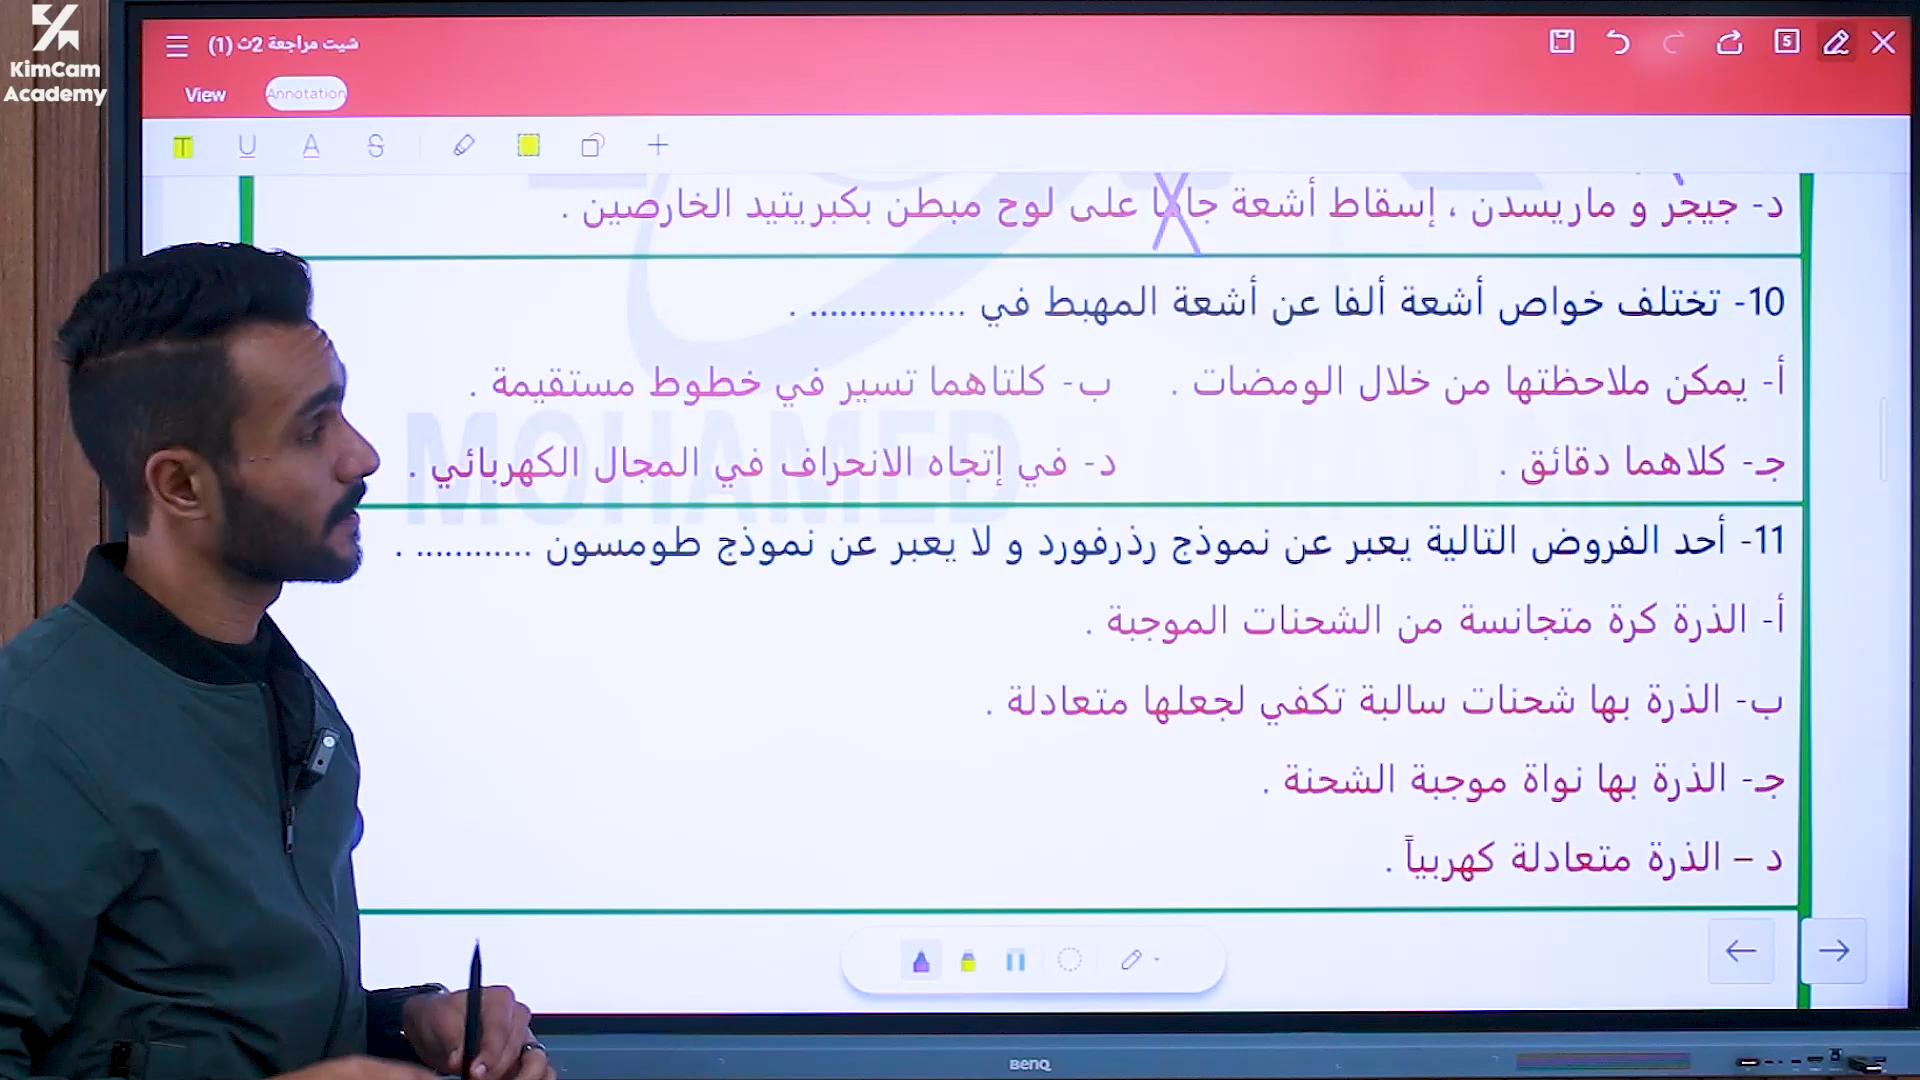 KimCam
Academy
شيت مراجعة 2ث (1)
View
Annotation
T U A S
5
د- جيجر و ماريسدن ، إسقاط أشعة جاما على لوح مبطن بكبريتيد الخارصين .
10- تختلف خواص أشعة ألفا عن أشعة المهبط في ................ .
أ- يمكن ملاحظتها من خلال الومضات . ب- كلتاهما تسير في خطوط مستقيمة .
جـ- كلاهما دقائق . د- في إتجاه الانحراف في المجال الكهربائي .
MOHAMED
11- أحد الفروض التالية يعبر عن نموذج رذرفورد و لا يعبر عن نموذج طومسون ............ .
أ- الذرة كرة متجانسة من الشحنات الموجبة .
ب- الذرة بها شحنات سالبة تكفي لجعلها متعادلة .
جـ- الذرة بها نواة موجبة الشحنة .
د – الذرة متعادلة كهربياً .
BENQ